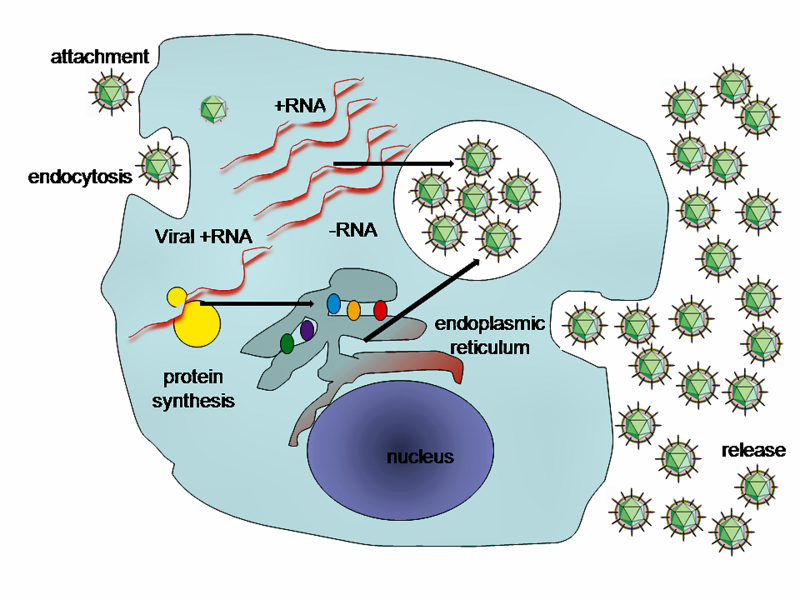 attachment
+RNA
endocytosis
Viral +RNA
-RNA
endoplasmic
reticulum
protein
synthesis
nucleus
release